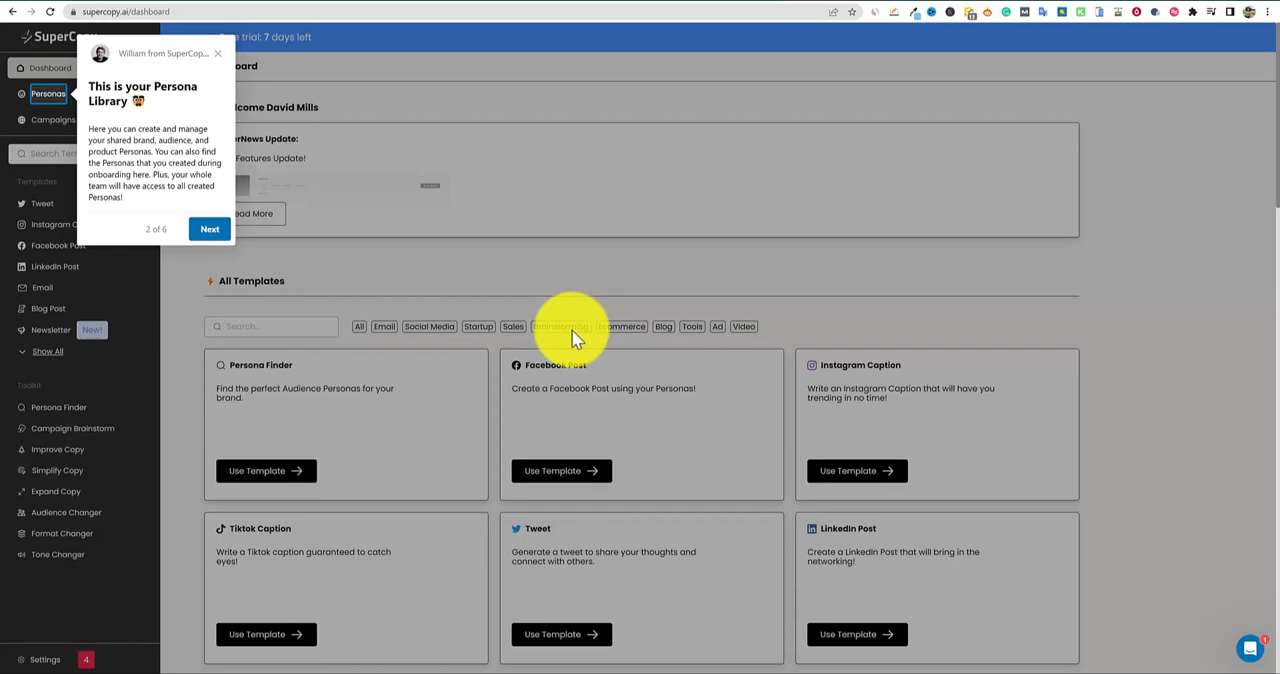 supercopy.ai/dashboard
SuperCopy
trial: 7 days left
William from SuperCop...
Dashboard
This is your Persona
Library
Personas
Welcome David Mills
Campaigns
Here you can create and manage
your shared brand, audience, and
product Personas. You can also find
the Personas that you created during
onboarding here. Plus, your whole
team will have access to all created
Personas!
2 of 6
Next
News Update:
Features Update!
Read More
Search Tem
Templates
Tweet
Instagram C
Facebook Post
LinkedIn Post
Email
Blog Post
Newsletter
New!
Show All
Toolkit
Persona Finder
Campaign Brainstorm
Improve Copy
Simplify Copy
Expand Copy
Audience Changer
Format Changer
Tone Changer
Settings
4
All Templates
Search...
All Email Social Media Startup Sales Brainstorming Ecommerce Blog Tools Ad Video
Persona Finder
Find the perfect Audience Personas for your
brand.
Use Template
Facebook Post
Create a Facebook Post using your Personas!
Use Template
Instagram Caption
Write an Instagram Caption that will have you
trending in no time!
Use Template
Tiktok Caption
Write a Tiktok caption guaranteed to catch
eyes!
Use Template
Tweet
Generate a tweet to share your thoughts and
connect with others.
Use Template
LinkedIn Post
Create a LinkedIn Post that will bring in the
networking!
Use Template
1